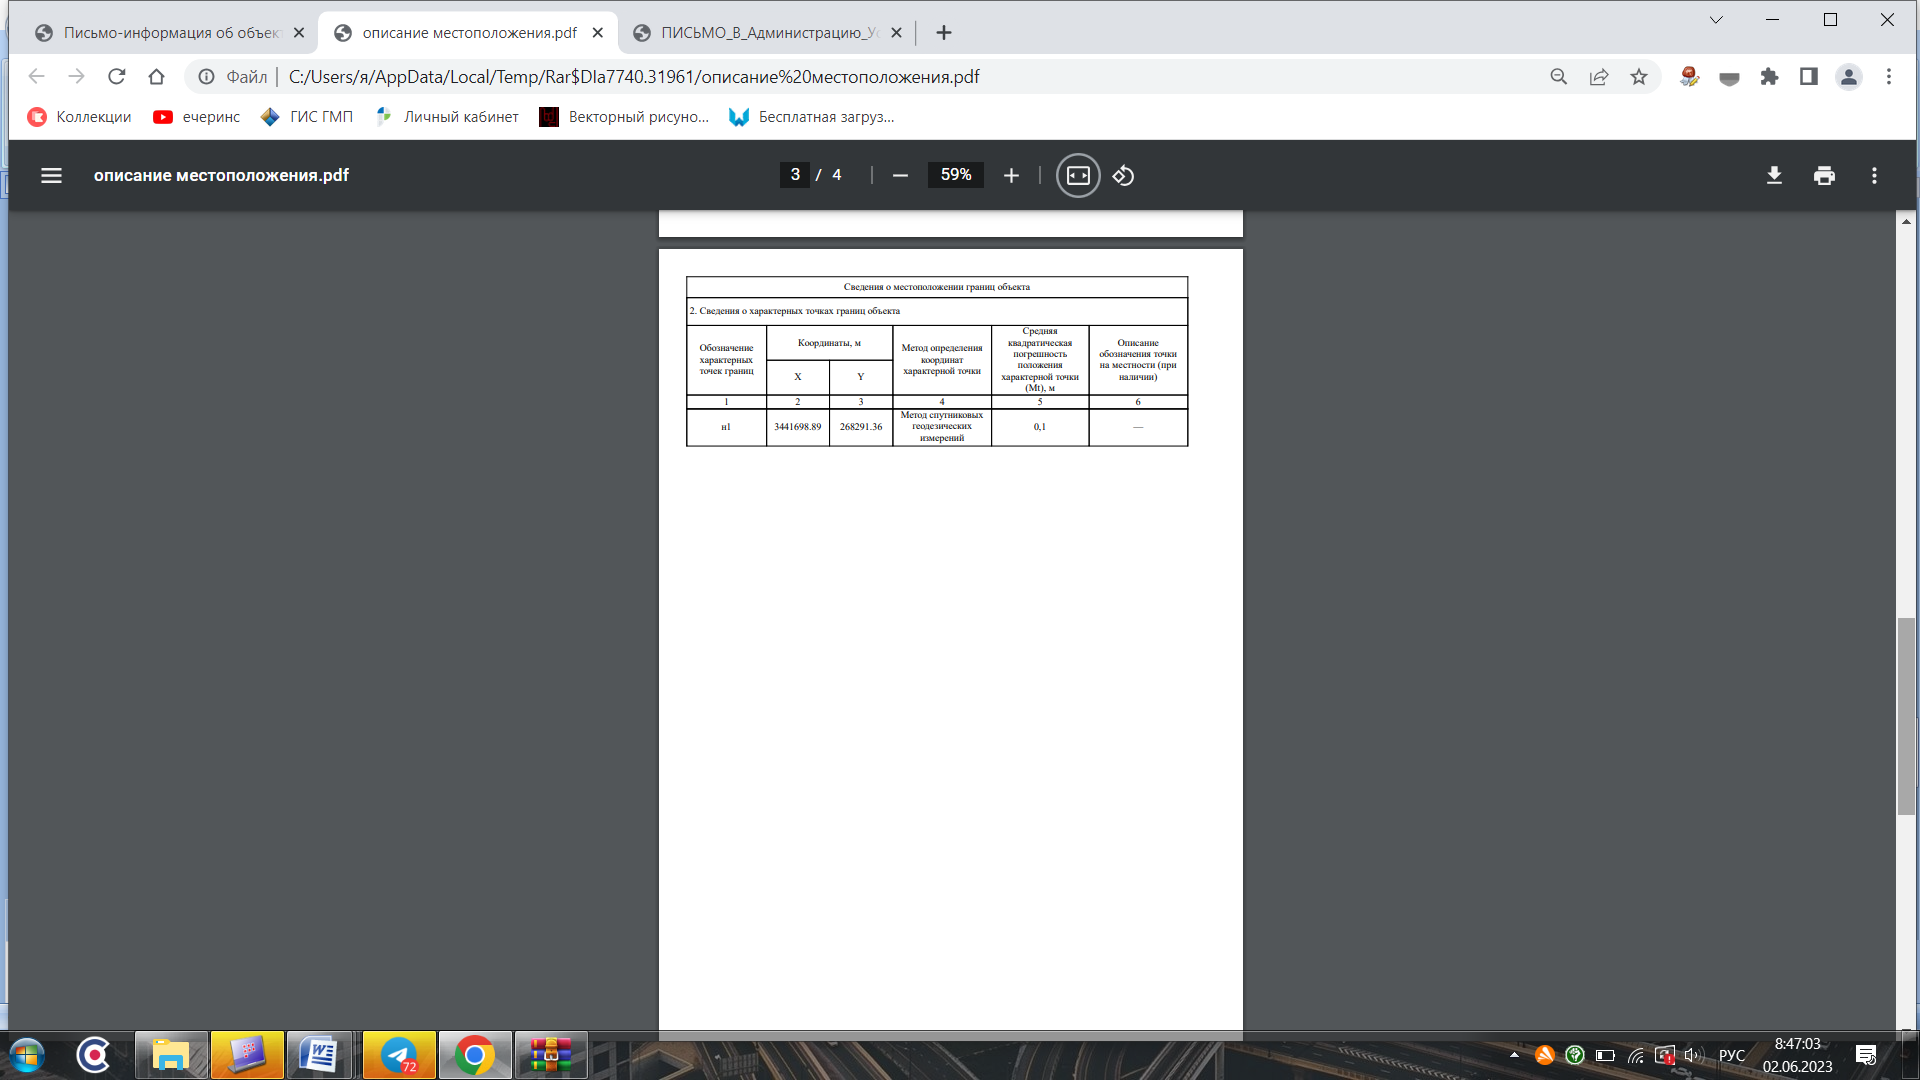 Письмо-информация об объек
описание местоположения.pdf
ПИСЬМО_В_Администрацию_Ус
Файл
C:/Users/я/AppData/Local/Temp/Rar$DIa7740.31961/описание%20местоположения.pdf
Коллекции
ечеринс
ГИС ГМП
Личный кабинет
Векторный рисуно...
Бесплатная загруз...
описание местоположения.pdf
3 / 4
59%
Сведения о местоположении границ объекта
2. Сведения о характерных точках границ объекта
Обозначение
характерных
точек границ
Координаты, м
X
Y
Метод определения
координат
характерной точки
Средняя
квадратическая
погрешность
положения
характерной точки
(Mt), м
Описание
обозначения точки
на местности (при
наличии)
1 2 3 4 5 6
н1
3441698.89
268291.36
Метод спутниковых
геодезических
измерений
0,1
—
72
РУС
8:47:03
02.06.2023